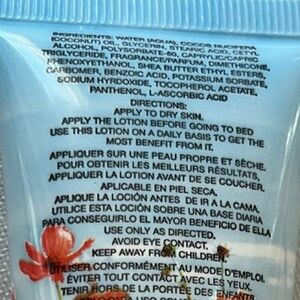 INGREDIENTS: WATER (AQUA), COCOS NUCIFERA
(COCONUT) OIL, GLYCERIN, STEARIC ACID, CETYL
ALCOHOL, POLYSORBATE-60, CAPRYLIC/CAPRIC
TRIGLYCERIDE, FRAGRANCE/PARFUM, DIMETHICONE,
PHENOXYETHANOL, SHEA BUTTER ETHYL ESTERS,
CARBOMER, BENZOIC ACID, POTASSIUM SORBATE,
SODIUM HYRDOXIDE, TOCOPHEROL ACETATE,
PANTHENOL, L-ASCORBIC ACID
DIRECTIONS:
APPLY TO DRY SKIN.
APPLY THE LOTION BEFORE GOING TO BED
USE THIS LOTION ON A DAILY BASIS TO GET THE
MOST BENEFIT FROM IT.
APPLIQUER SUR UNE PEAU PROPRE ET SÈCHE.
POUR OBTENIR LES MEILLEURS RÉSULTATS,
APPLIQUER LA LOTION AVANT DE SE COUCHER.
APLICABLE EN PIEL SECA.
APLIQUE LA LOCIÓN ANTES DE IR A LA CAMA.
UTILICE ESTA LOCIÓN SOBRE UNA BASE DIARIA
PARA CONSEGUIRLO EL MAYOR BENEFICIO DE ELLA
USE ONLY AS DIRECTED.
AVOID EYE CONTACT.
KEEP AWAY FROM CHILDREN.
UTILISER CONFORMÉMENT AU MODE D'EMPLOI.
ÉVITER TOUT CONTACT AVEC LES YEUX.
TENIR HORS DE LA PORTÉE DES ENFANTS.